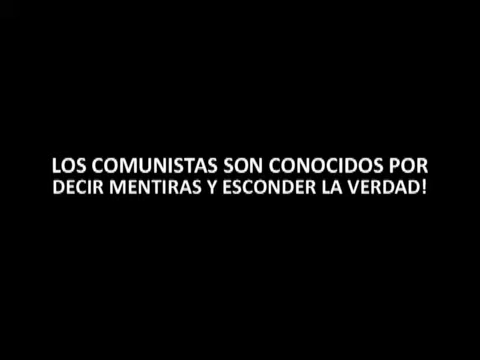 LOS COMUNISTAS SON CONOCIDOS POR
DECIR MENTIRAS Y ESCONDER LA VERDAD!